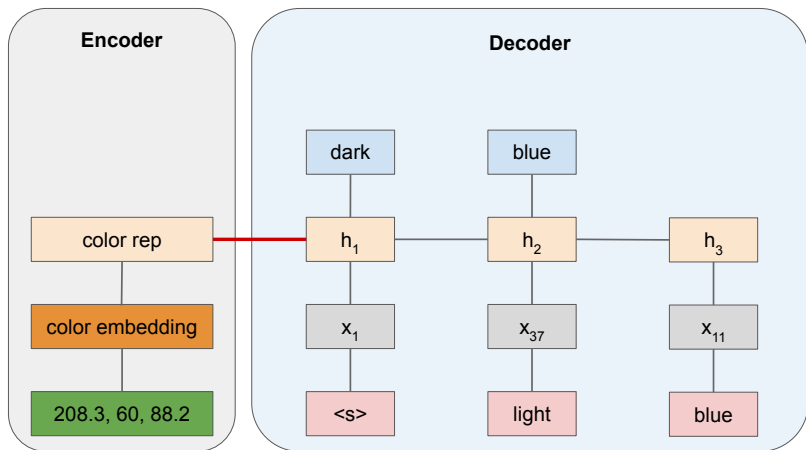 Encoder
Decoder
dark
blue
color rep
h1
h2
h3
color embedding
x1
x37
x11
208.3, 60, 88.2
<s>
light
blue